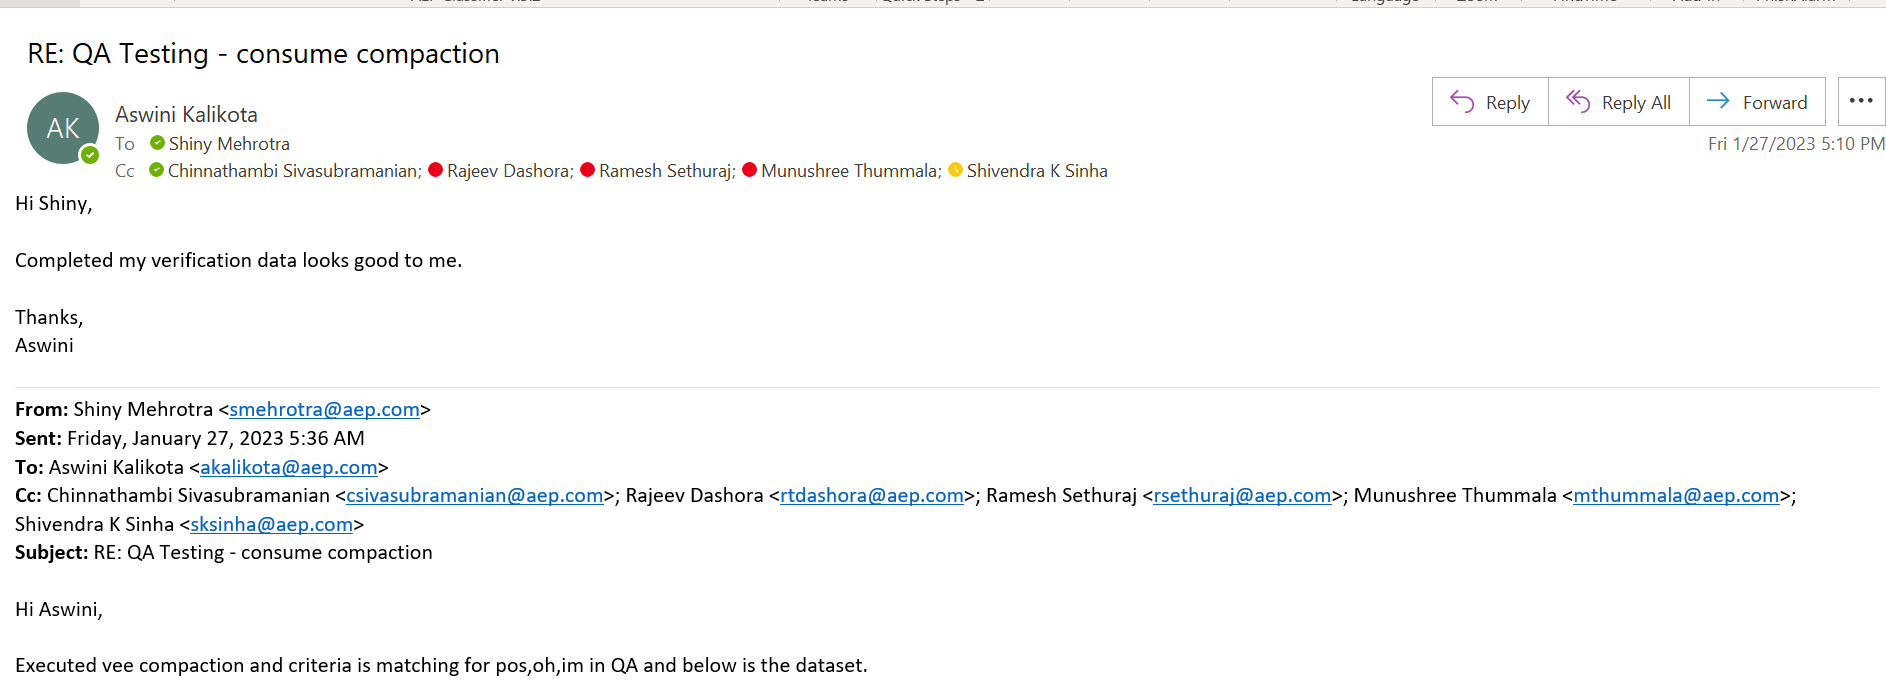 RE: QA Testing - consume compaction
AK
Aswini Kalikota
Reply
Reply All
Forward
To Shiny Mehrotra
Fri 1/27/2023 5:10 PM
Cc Chinnathambi Sivasubramanian; Rajeev Dashora; Ramesh Sethuraj; Munushree Thummala; Shivendra K Sinha
Hi Shiny,
Completed my verification data looks good to me.
Thanks,
Aswini
From: Shiny Mehrotra <smehrotra@aep.com>
Sent: Friday, January 27, 2023 5:36 AM
To: Aswini Kalikota <akalikota@aep.com>
Cc: Chinnathambi Sivasubramanian <csivasubramanian@aep.com>; Rajeev Dashora <rtdashora@aep.com>; Ramesh Sethuraj <rsethuraj@aep.com>; Munushree Thummala <mthummala@aep.com>;
Shivendra K Sinha <sksinha@aep.com>
Subject: RE: QA Testing - consume compaction
Hi Aswini,
Executed vee compaction and criteria is matching for pos,oh,im in QA and below is the dataset.